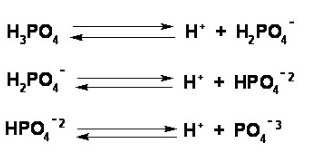 H₃PO₄ ⇌ H⁺ + H₂PO₄⁻
H₂PO₄⁻ ⇌ H⁺ + HPO₄⁻²
HPO₄⁻² ⇌ H⁺ + PO₄⁻³